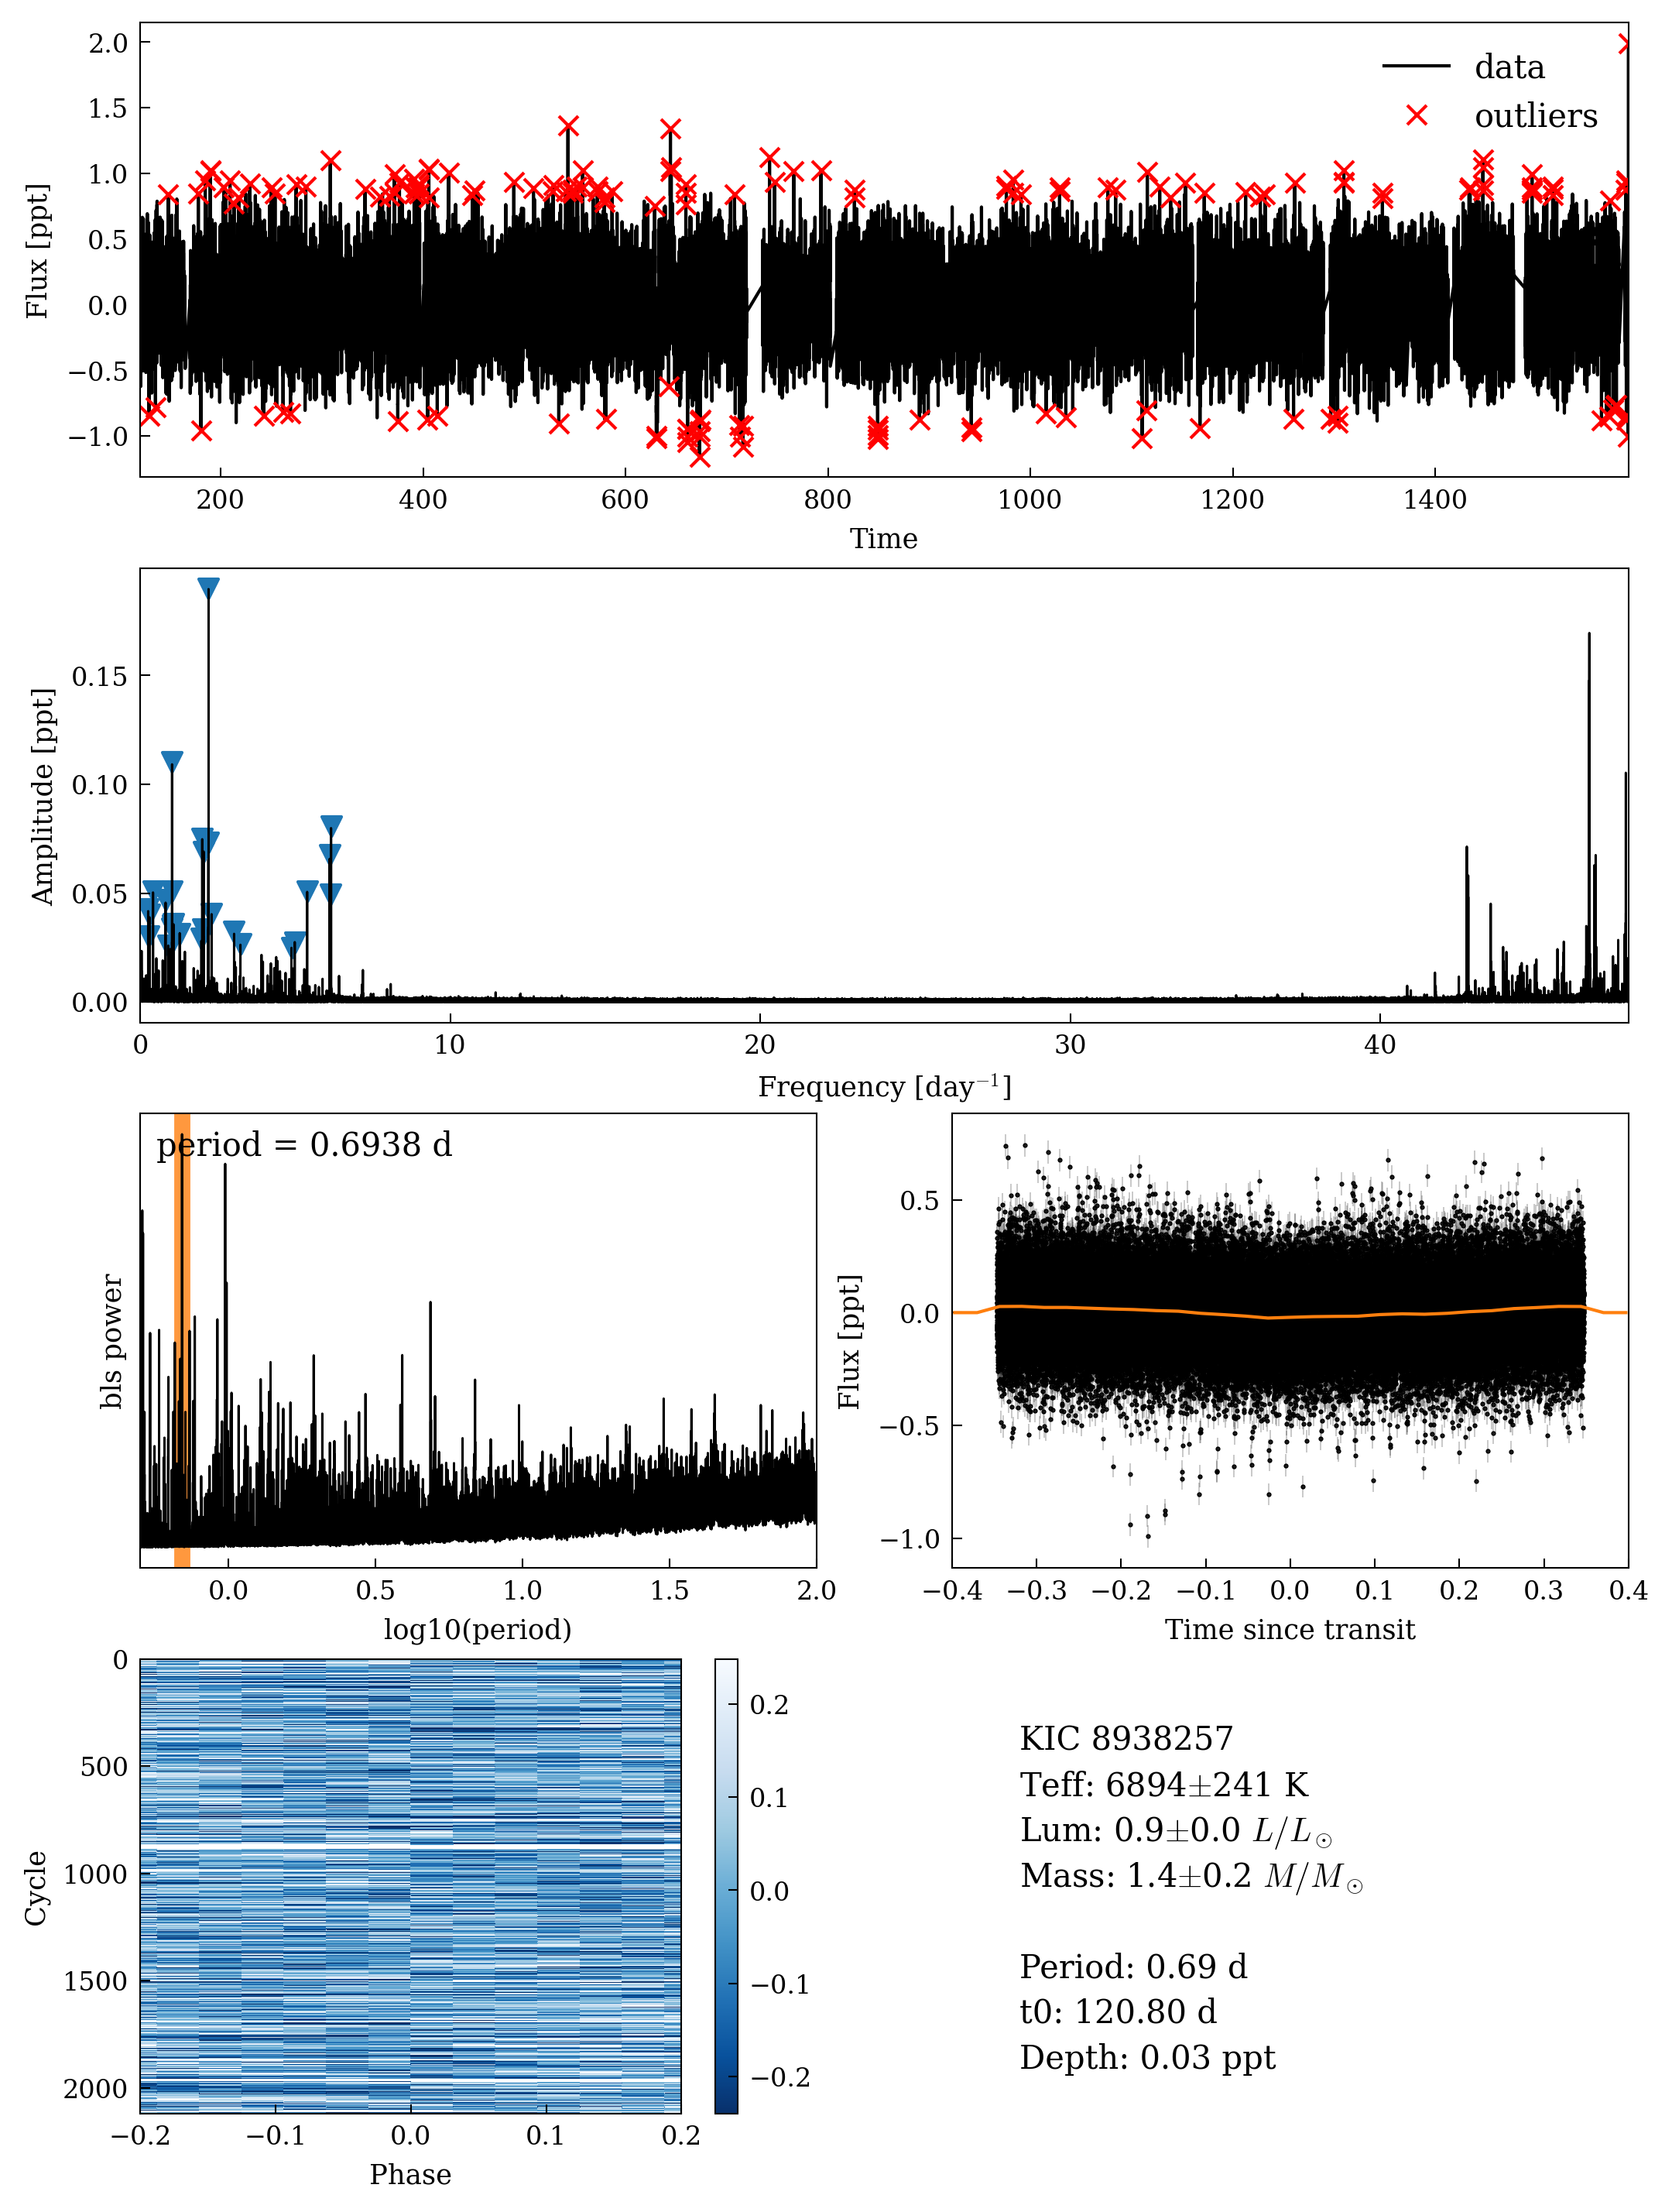 2.0
1.5
1.0
0.5
0.0
−0.5
−1.0
Flux [ppt]
data
outliers
200 400 600 800 1000 1200 1400
Time
0.15
0.10
0.05
0.00
Amplitude [ppt]
0 10 20 30 40
Frequency [day⁻¹]
period = 0.6938 d
bls power
0.0 0.5 1.0 1.5 2.0
log10(period)
0.5
0.0
−0.5
−1.0
Flux [ppt]
−0.4 −0.3 −0.2 −0.1 0.0 0.1 0.2 0.3 0.4
Time since transit
0
500
1000
1500
2000
Cycle
−0.2 −0.1 0.0 0.1 0.2
Phase
0.2
0.1
0.0
−0.1
−0.2
KIC 8938257
Teff: 6894±241 K
Lum: 0.9±0.0 L/L⊙
Mass: 1.4±0.2 M/M⊙
Period: 0.69 d
t0: 120.80 d
Depth: 0.03 ppt